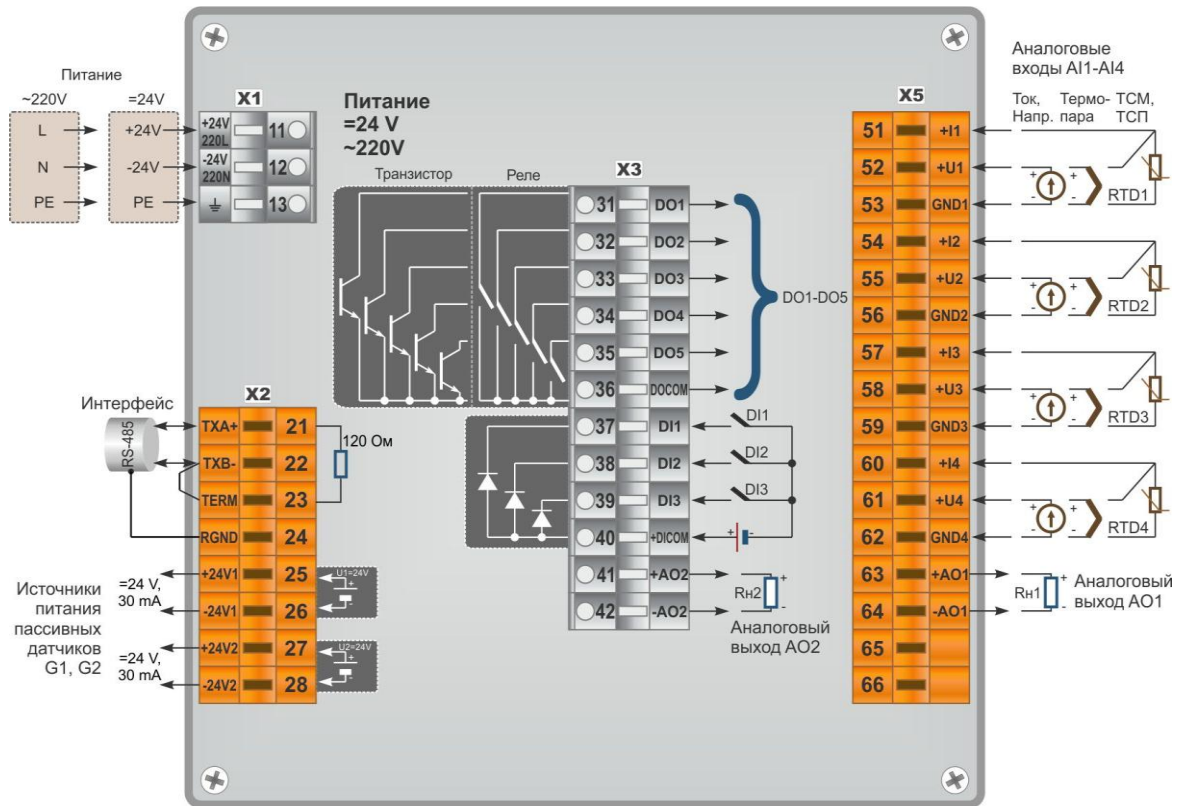 Питание
~220V
=24V
L
+24V
N
-24V
PE
PE
X1
+24V
220L
11
-24V
220N
12
13
Питание
=24 V
~220V
Транзистор
Реле
X3
31 DO1
32 DO2
33 DO3
34 DO4
35 DO5
36 DOCOM
37 DI1
38 DI2
39 DI3
40 +DICOM
41 +AO2
42 -AO2
DO1-DO5
DI1
DI2
DI3
+ -
Rн2
+
-
Аналоговый
выход АО2
Интерфейс
RS-485
X2
TXA+ 21
TXB- 22
TERM 23
RGND 24
+24V1 25
-24V1 26
+24V2 27
-24V2 28
120 Ом
U1=24V
+
-
U2=24V
+
-
Источники
питания
пассивных
датчиков
G1, G2
=24 V,
30 mA
=24 V,
30 mA
X5
51 +I1
52 +U1
53 GND1
54 +I2
55 +U2
56 GND2
57 +I3
58 +U3
59 GND3
60 +I4
61 +U4
62 GND4
63 +AO1
64 -AO1
65
66
Аналоговые
входы AI1-AI4
Ток,
Напр.
Термо-
пара
ТСМ,
ТСП
+ +
- -
RTD1
+ +
- -
RTD2
+ +
- -
RTD3
+ +
- -
RTD4
Rн1
+
-
Аналоговый
выход АО1